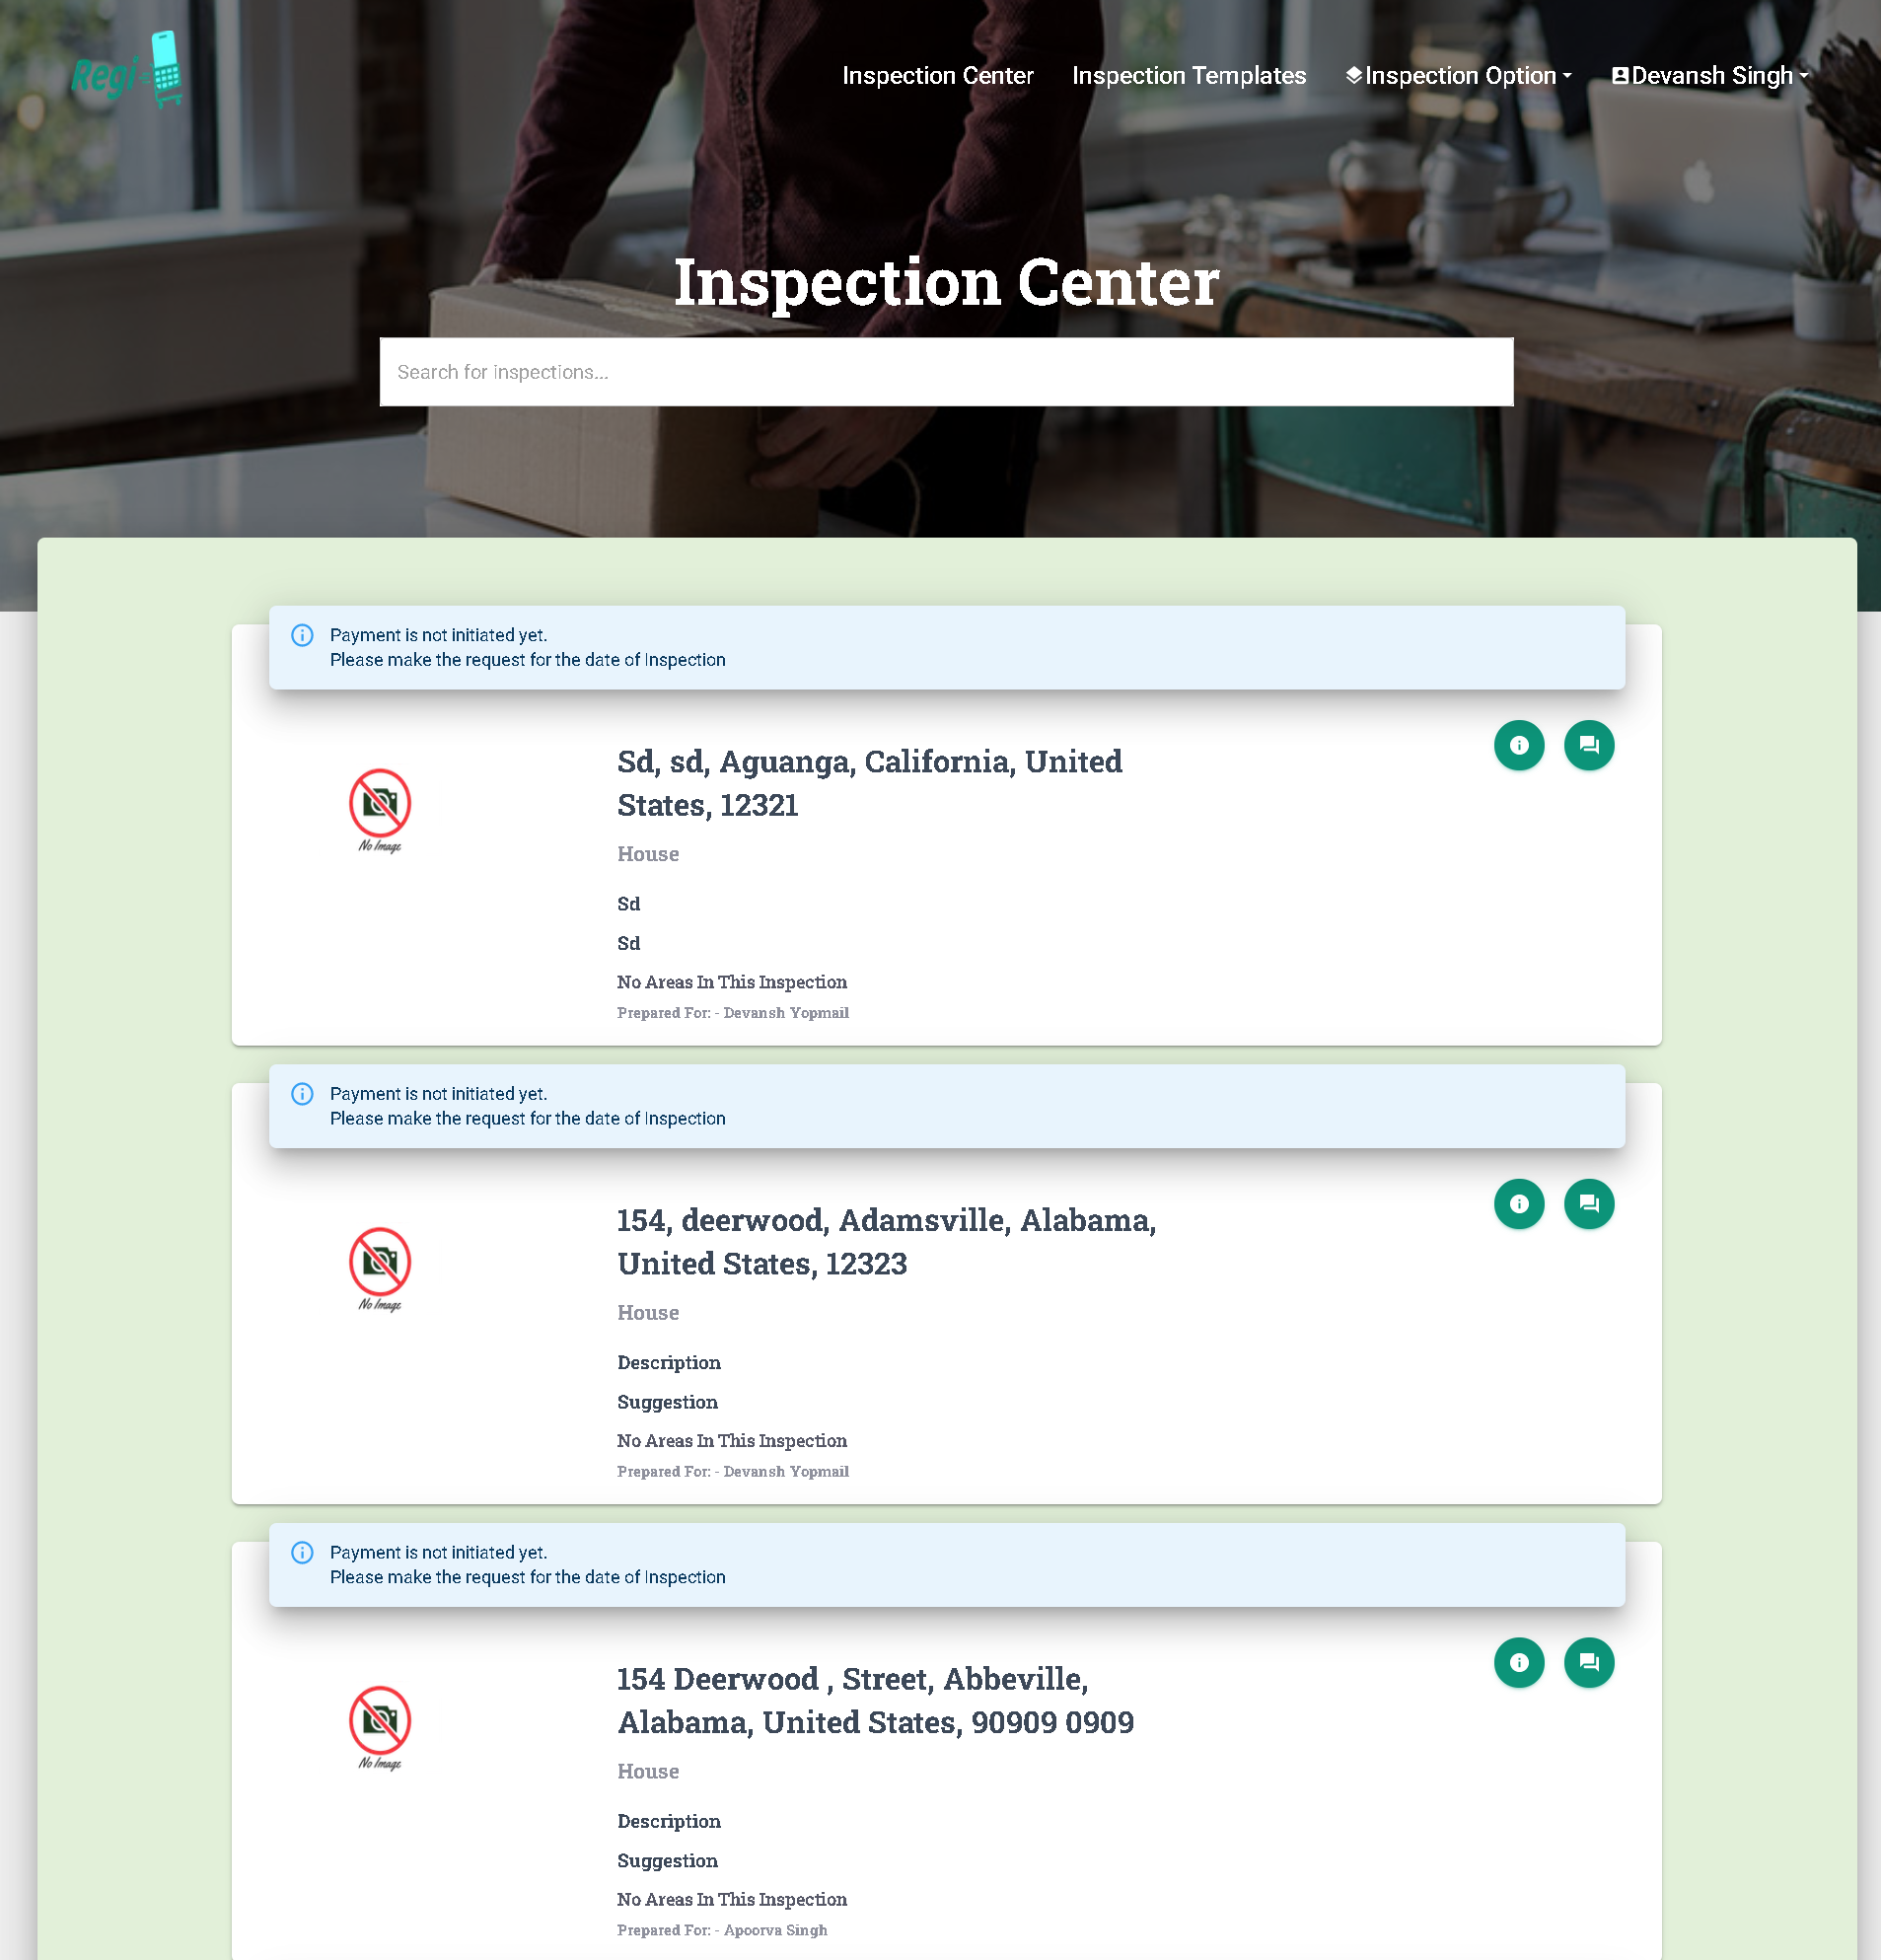 Regi
Inspection Center
Inspection Templates
Inspection Option
Devansh Singh
Inspection Center
Search for inspections...
Payment is not initiated yet.
Please make the request for the date of Inspection
Sd, sd, Aguanga, California, United
States, 12321
No Image
House
Sd
Sd
No Areas In This Inspection
Prepared For: - Devansh Yopmail
Payment is not initiated yet.
Please make the request for the date of Inspection
154, deerwood, Adamsville, Alabama,
United States, 12323
No Image
House
Description
Suggestion
No Areas In This Inspection
Prepared For: - Devansh Yopmail
Payment is not initiated yet.
Please make the request for the date of Inspection
154 Deerwood , Street, Abbeville,
Alabama, United States, 90909 0909
No Image
House
Description
Suggestion
No Areas In This Inspection
Prepared For: - Apoorva Singh